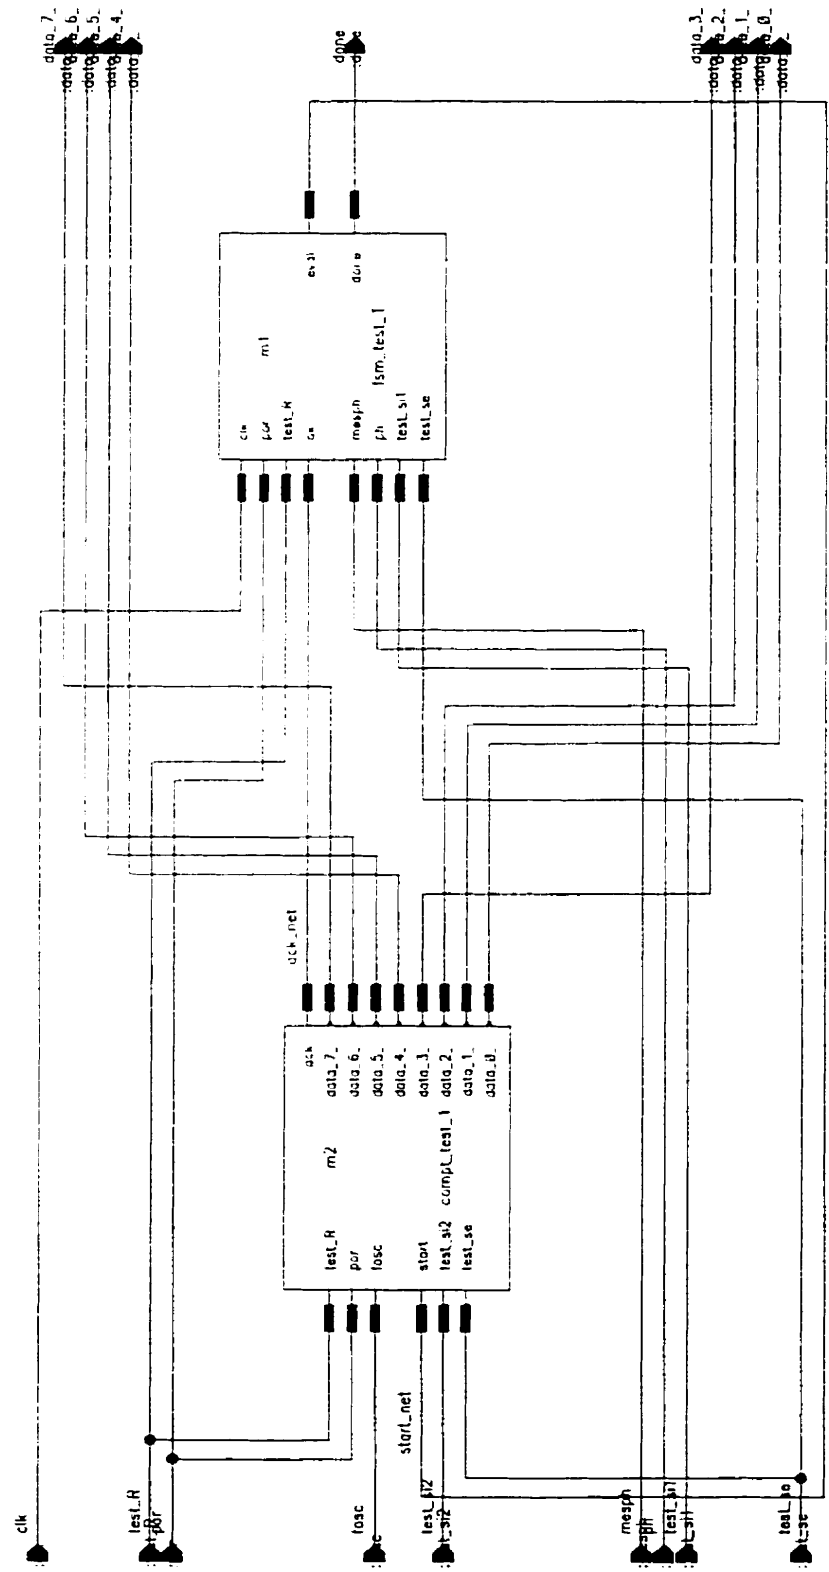 data_7_
data_6_
data_5_
data_4_
done
data_3_
data_2_
data_1_
data_0_
eval
done
m1
fsm_test_1
clk
por
test_R
mesph
ph
test_si1
test_se
ack_net
ack
data_7_
data_6_
data_5_
data_4_
data_3_
data_2_
data_1_
data_0_
m2
compt_test_1
test_R
por
fosc
start
test_si2
test_se
start_net
clk
test_R
por
fosc
test_si2
mesph
ph
test_si1
test_se